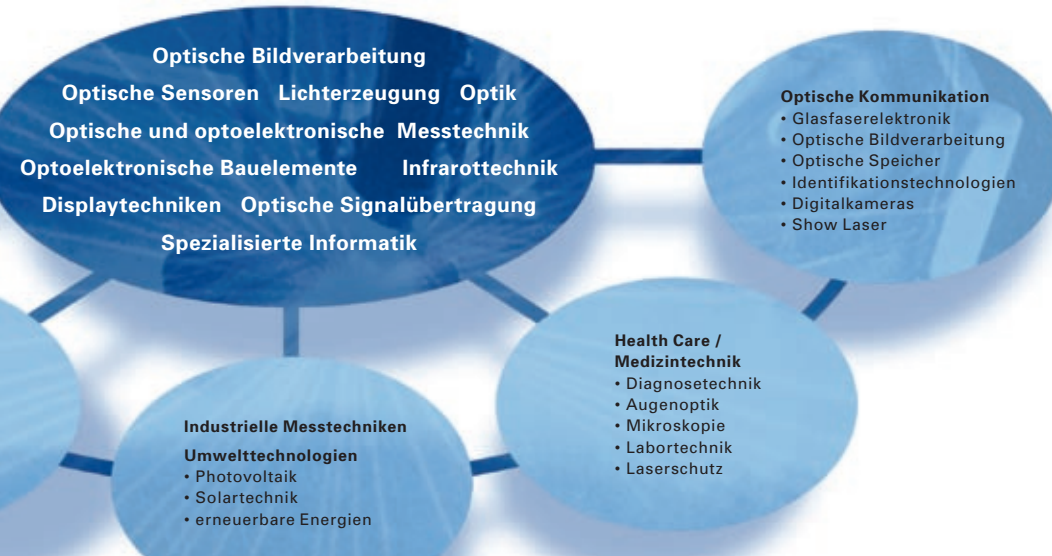 Optische Bildverarbeitung
Optische Sensoren Lichterzeugung Optik
Optische und optoelektronische Messtechnik
Optoelektronische Bauelemente Infrarottechnik
Displaytechniken Optische Signalübertragung
Spezialisierte Informatik
Optische Kommunikation
• Glasfaserelektronik
• Optische Bildverarbeitung
• Optische Speicher
• Identifikationstechnologien
• Digitalkameras
• Show Laser
Health Care /
Medizintechnik
• Diagnosetechnik
• Augenoptik
• Mikroskopie
• Labortechnik
• Laserschutz
Industrielle Messtechniken
Umwelttechnologien
• Photovoltaik
• Solartechnik
• erneuerbare Energien